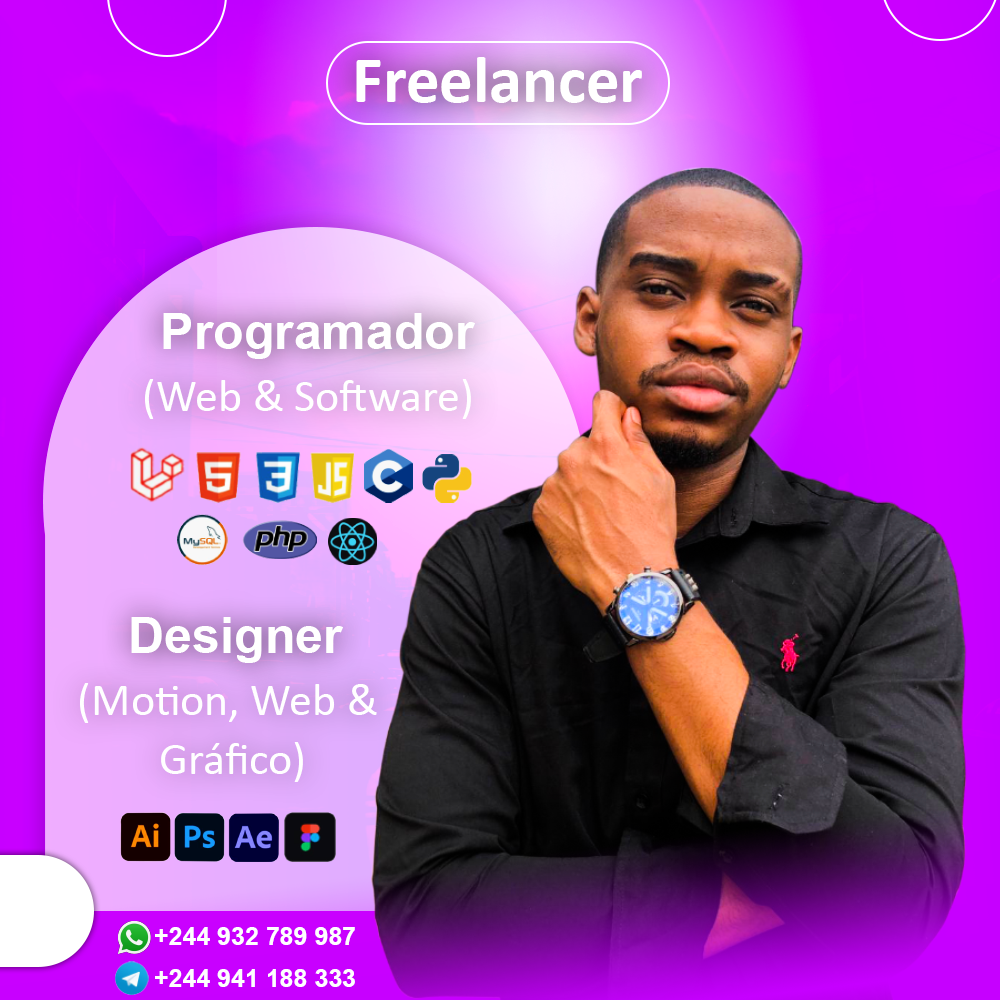 Freelancer
Programador
(Web & Software)
5 3 JS C
MySQL php
Designer
(Motion, Web &
Gráfico)
Ai Ps Ae
+244 932 789 987
+244 941 188 333